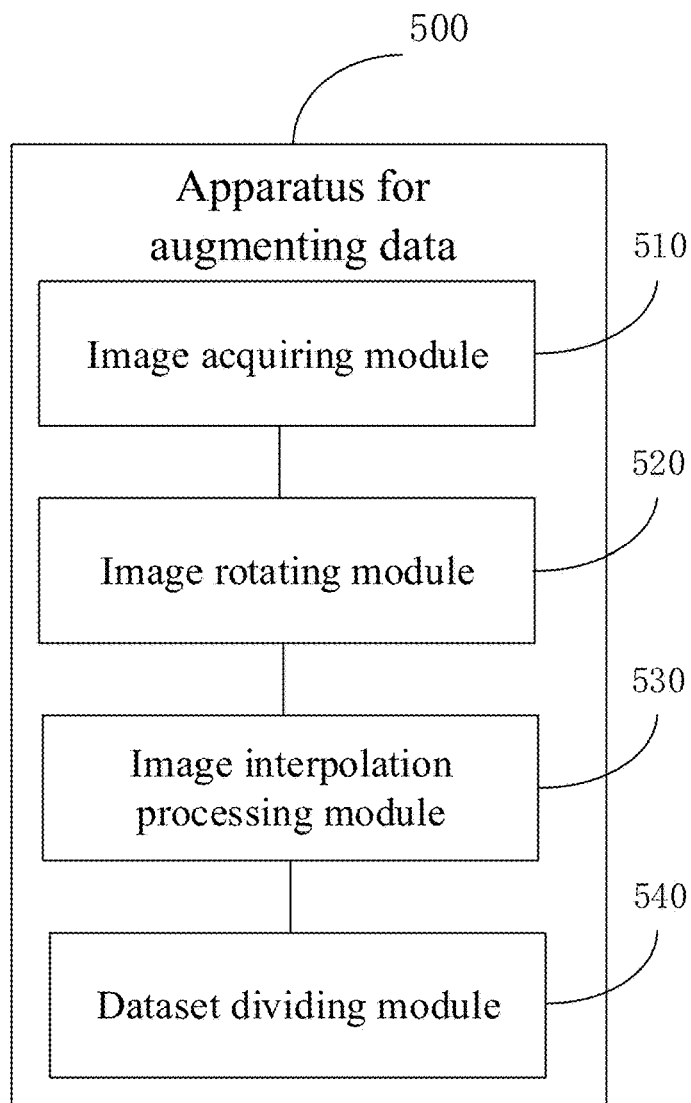 500
Apparatus for
augmenting data
510
Image acquiring module
520
Image rotating module
530
Image interpolation
processing module
540
Dataset dividing module